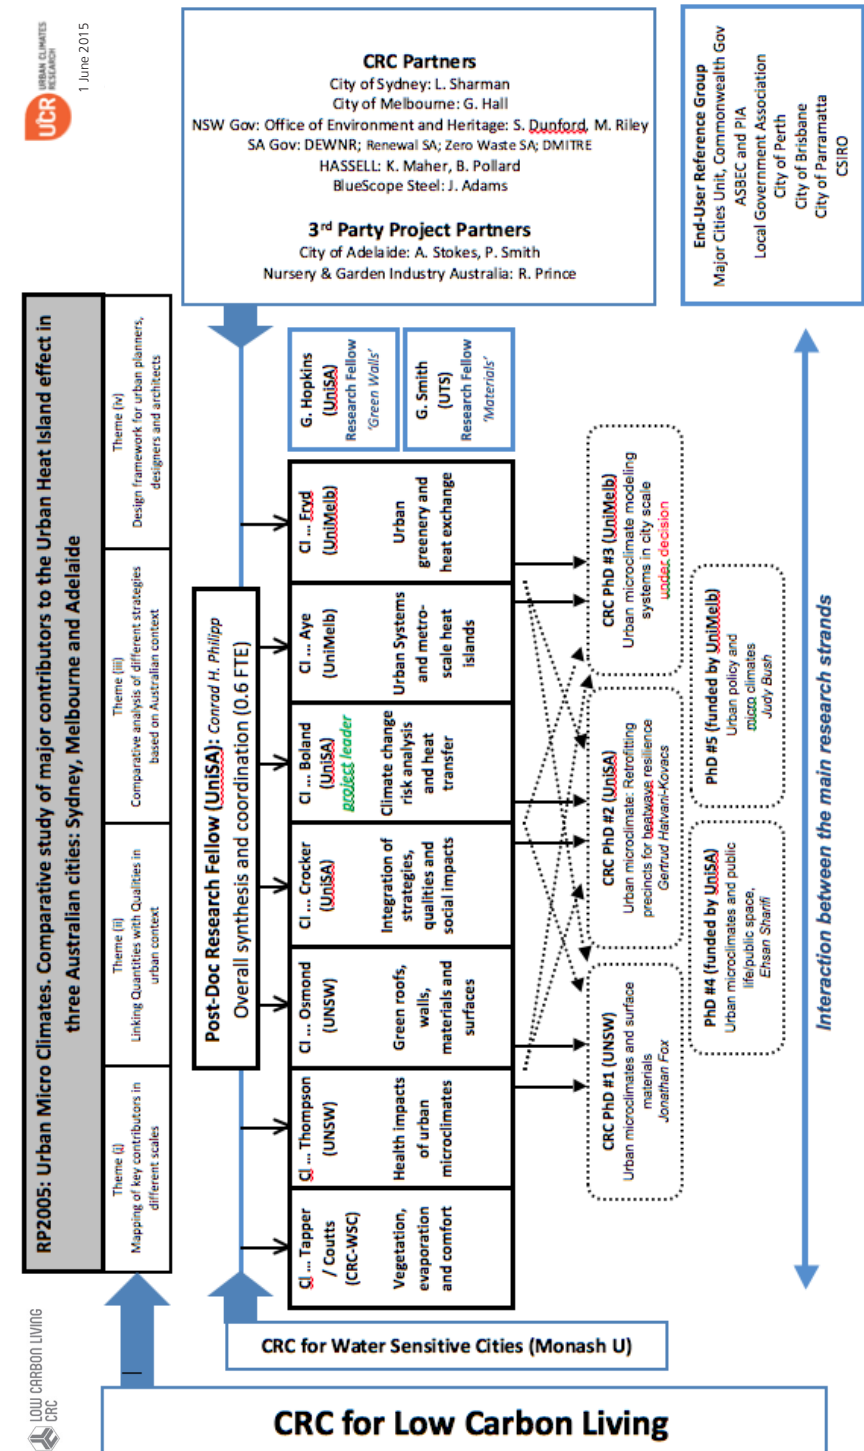 LOW CARBON LIVING
CRC
UCR
URBAN CLIMATES
RESEARCH
1 June 2015
RP2005: Urban Micro Climates. Comparative study of major contributors to the Urban Heat Island effect in
three Australian cities: Sydney, Melbourne and Adelaide
Theme (i)
Mapping of key contributors in
different scales
Theme (ii)
Linking Quantities with Qualities in
urban context
Theme (iii)
Comparative analysis of different strategies
based on Australian context
Theme (iv)
Design framework for urban planners,
designers and architects
CRC Partners
City of Sydney: L. Sharman
City of Melbourne: G. Hall
NSW Gov: Office of Environment and Heritage: S. Dunford, M. Riley
SA Gov: DEWNR; Renewal SA; Zero Waste SA; DMITRE
HASSELL: K. Maher, B. Pollard
BlueScope Steel: J. Adams
3rd Party Project Partners
City of Adelaide: A. Stokes, P. Smith
Nursery & Garden Industry Australia: R. Prince
End-User Reference Group
Major Cities Unit, Commonwealth Gov
ASBEC and PIA
Local Government Association
City of Perth
City of Brisbane
City of Parramatta
CSIRO
Post-Doc Research Fellow (UniSA): Conrad H. Philipp
Overall synthesis and coordination (0.6 FTE)
CI ... Tapper
/ Coutts
(CRC-WSC)
Vegetation,
evaporation
and comfort
CI ... Thompson
(UNSW)
Health impacts
of urban
microclimates
CI ... Osmond
(UNSW)
Green roofs,
walls,
materials and
surfaces
CI ... Crocker
(UniSA)
Integration of
strategies,
qualities and
social impacts
CI ... Boland
(UniSA)
project leader
Climate change
risk analysis
and heat
transfer
CI ... Aye
(UniMelb)
Urban Systems
and metro-
scale heat
islands
CI ... Fryd
(UniMelb)
Urban
greenery and
heat exchange
G. Hopkins
(UniSA)
Research Fellow
'Green Walls'
G. Smith
(UTS)
Research Fellow
'Materials'
CRC PhD #1 (UNSW)
Urban microclimates and surface
materials
Jonathan Fox
CRC PhD #2 (UniSA)
Urban microclimate: Retrofitting
precincts for heatwave resilience
Gertrud Hatvani-Kovacs
CRC PhD #3 (UniMelb)
Urban microclimate modeling
systems in city scale
under decision
PhD #4 (funded by UniSA)
Urban microclimates and public
life/public space,
Ehsan Sharifi
PhD #5 (funded by UniMelb)
Urban policy and
micro climates
Judy Bush
Interaction between the main research strands
CRC for Water Sensitive Cities (Monash U)
CRC for Low Carbon Living